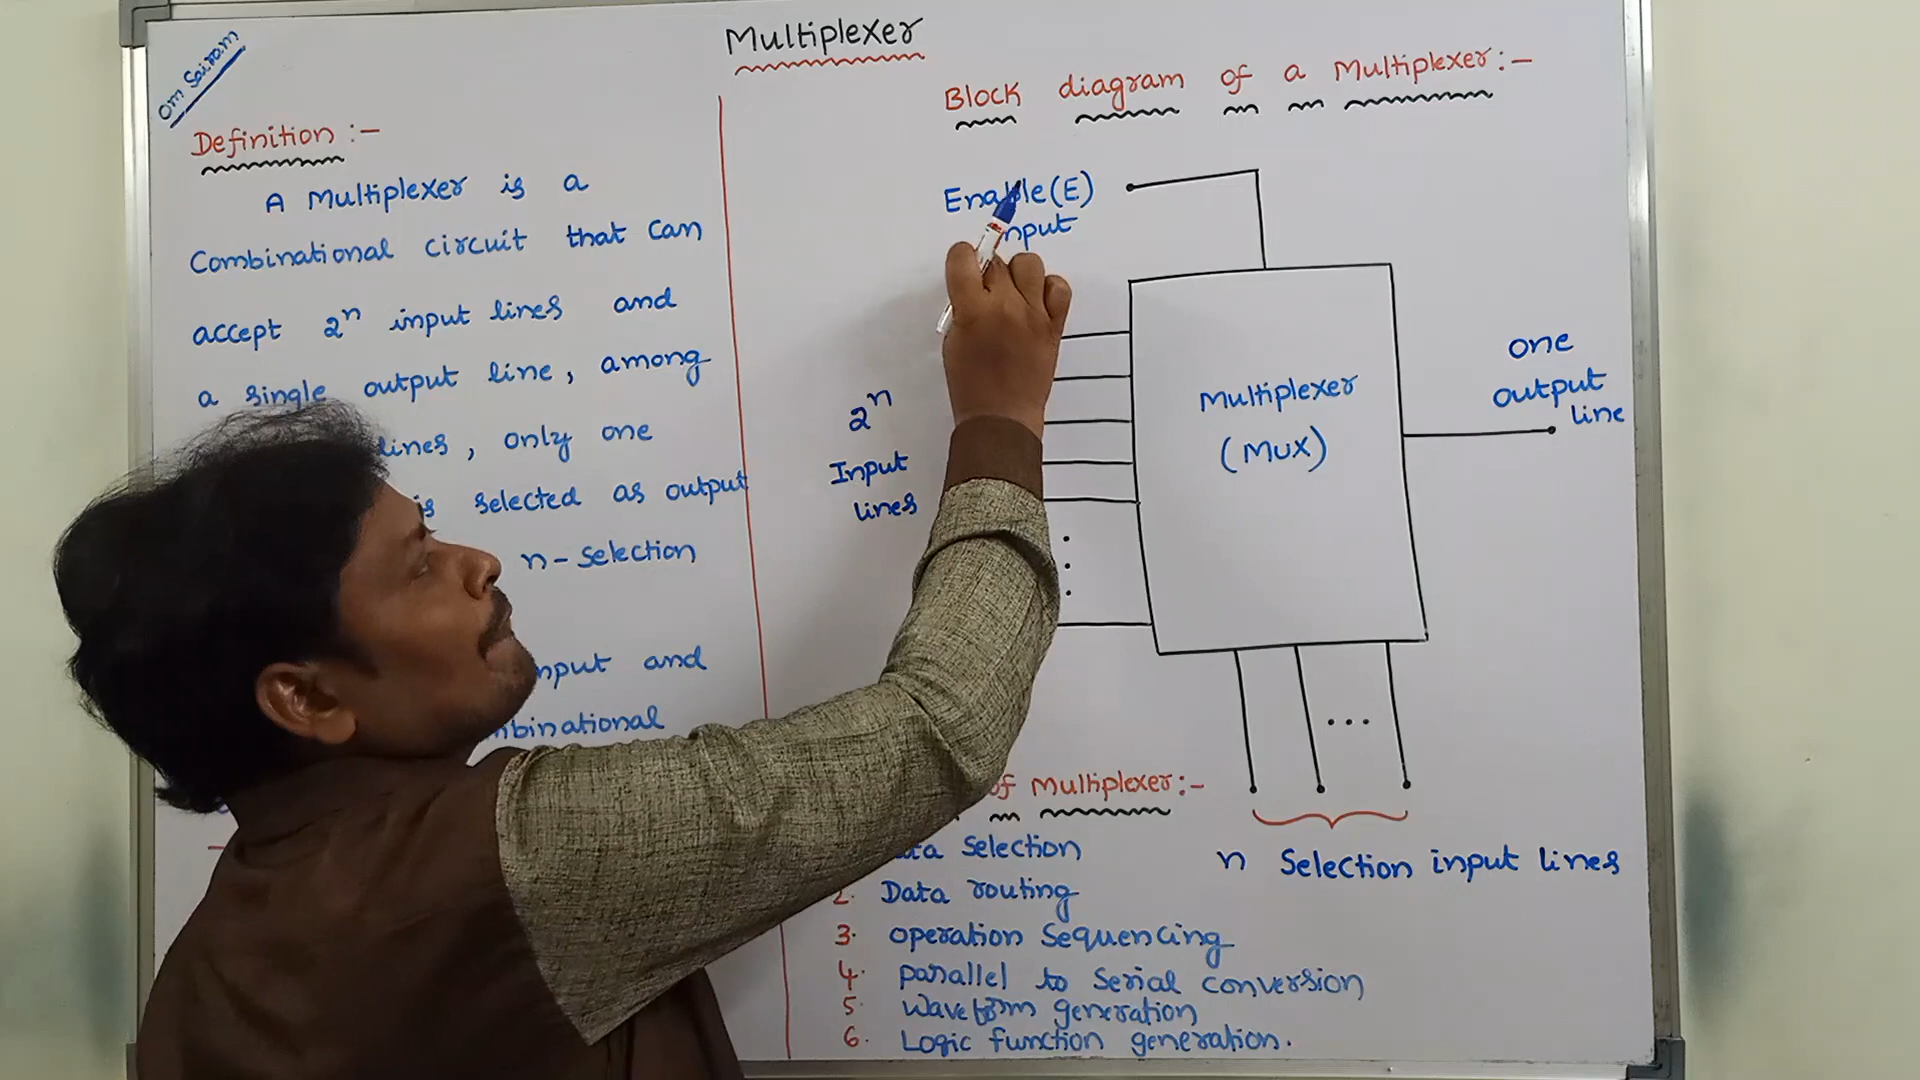 Om Sairam
Multiplexer
Definition :-
A Multiplexer is a
Combinational circuit that can
accept 2ⁿ input lines and
a single output line, among
lines, only one
is selected as output
n-selection
input and
Block diagram of a Multiplexer:-
Enable(E)
input
2ⁿ
Input
lines
Multiplexer
(MUX)
one
output
line
...
n Selection input lines
of Multiplexer:-
Selection
2. Data routing
3. operation Sequencing
4. parallel to Serial conversion
5. Waveform generation
6. Logic function generation.